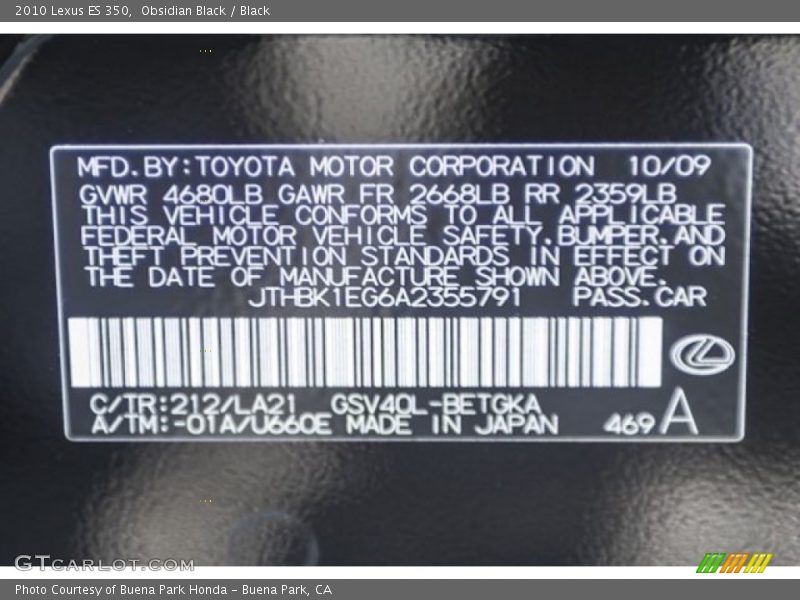 2010 Lexus ES 350, Obsidian Black / Black
MFD.BY:TOYOTA MOTOR CORPORATION 10/09
GVWR 4680LB GAWR FR 2668LB RR 2359LB
THIS VEHICLE CONFORMS TO ALL APPLICABLE
FEDERAL MOTOR VEHICLE SAFETY,BUMPER,AND
THEFT PREVENTION STANDARDS IN EFFECT ON
THE DATE OF MANUFACTURE SHOWN ABOVE.
JTHBK1EG6A2355791 PASS.CAR
C/TR:212/LA21 GSV40L-BETGKA
A/TM:-01A/U660E MADE IN JAPAN 469 A
GTCARLOT.COM
Photo Courtesy of Buena Park Honda - Buena Park, CA